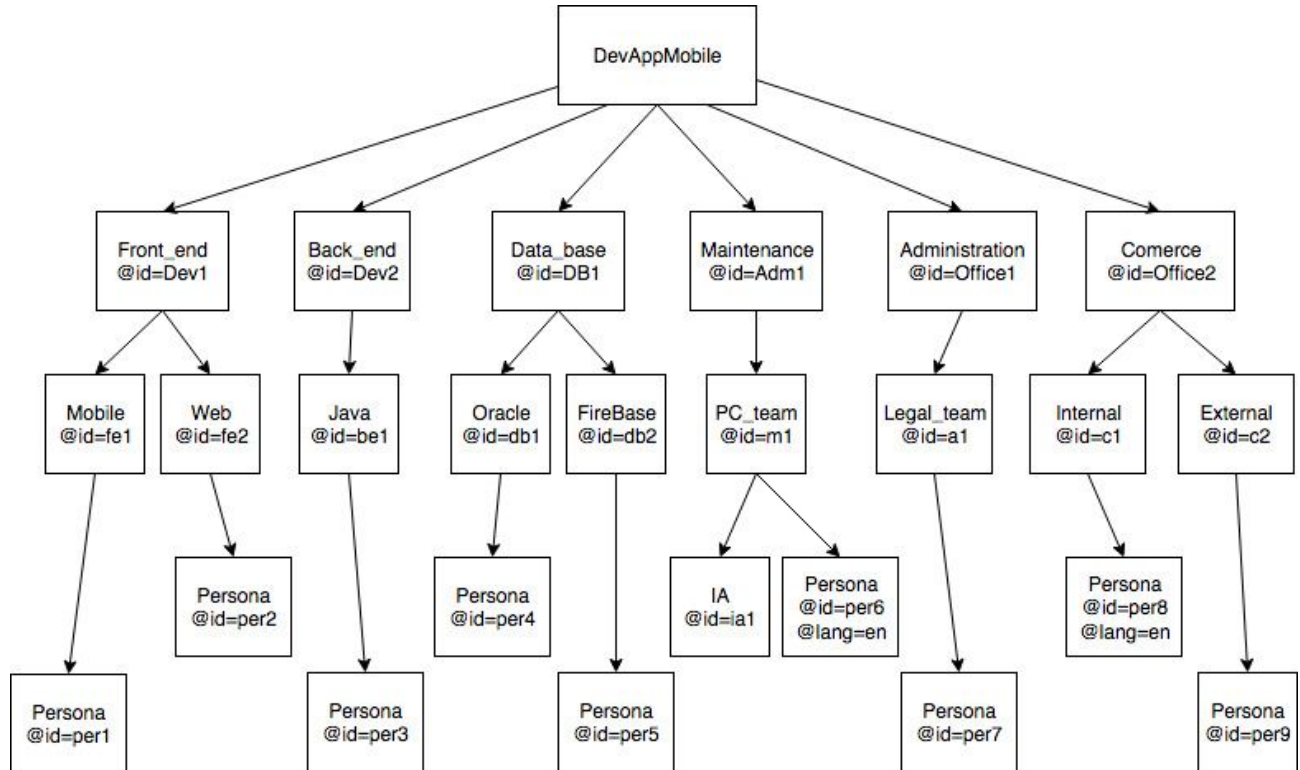 DevAppMobile
Front_end
@id=Dev1
Back_end
@id=Dev2
Data_base
@id=DB1
Maintenance
@id=Adm1
Administration
@id=Office1
Comerce
@id=Office2
Mobile
@id=fe1
Web
@id=fe2
Java
@id=be1
Oracle
@id=db1
FireBase
@id=db2
PC_team
@id=m1
Legal_team
@id=a1
Internal
@id=c1
External
@id=c2
Persona
@id=per2
Persona
@id=per4
IA
@id=ia1
Persona
@id=per6
@lang=en
Persona
@id=per8
@lang=en
Persona
@id=per1
Persona
@id=per3
Persona
@id=per5
Persona
@id=per7
Persona
@id=per9